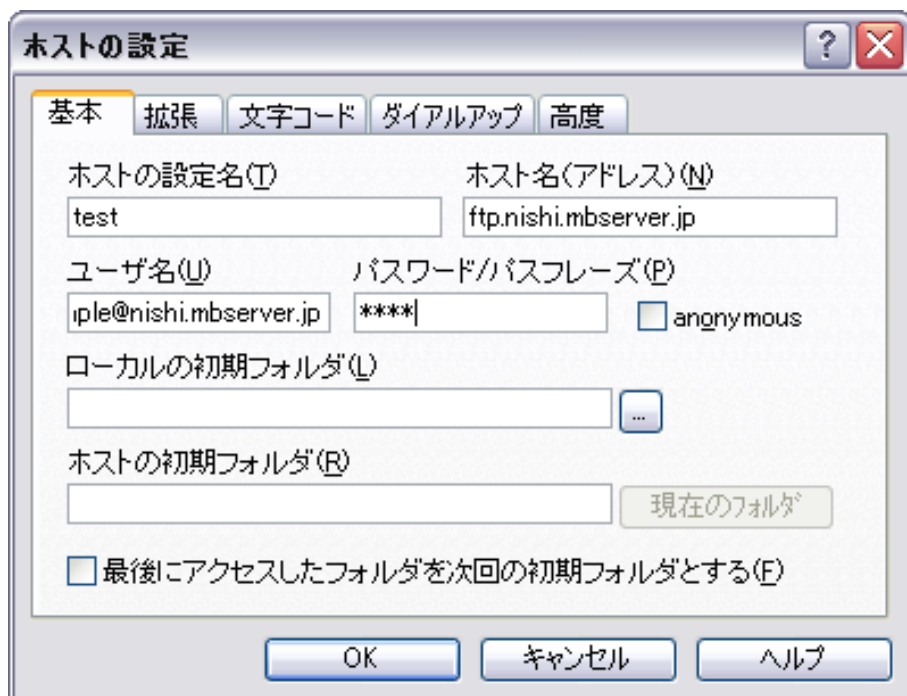 ホストの設定
基本 拡張 文字コード ダイアルアップ 高度
ホストの設定名(T) ホスト名(アドレス)(N)
test ftp.nishi.mbserver.jp
ユーザ名(U) パスワード/パスフレーズ(P)
ple@nishi.mbserver.jp **** anonymous
ローカルの初期フォルダ(L)
...
ホストの初期フォルダ(R)
現在のフォルダ
最後にアクセスしたフォルダを次回の初期フォルダとする(F)
OK キャンセル ヘルプ